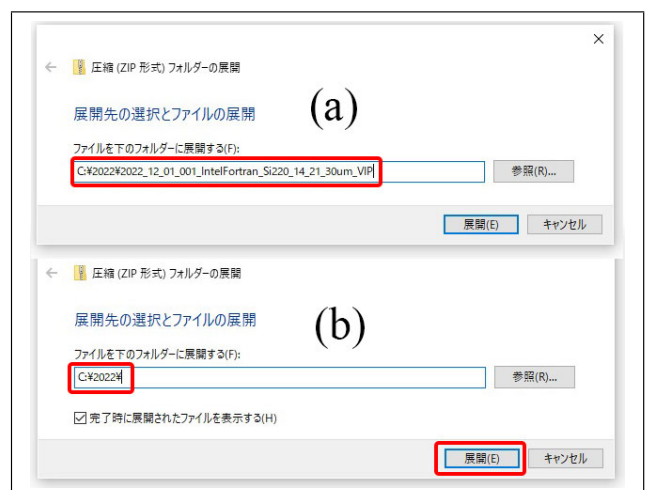 ×
← 圧縮 (ZIP 形式) フォルダーの展開
展開先の選択とファイルの展開
(a)
ファイルを下のフォルダーに展開する(F):
C:¥2022¥2022_12_01_001_IntelFortran_Si220_14_21_30um_VIP 参照(R)...
展開(E) キャンセル
← 圧縮 (ZIP 形式) フォルダーの展開
展開先の選択とファイルの展開
(b)
ファイルを下のフォルダーに展開する(F):
C:¥2022¥ 参照(R)...
完了時に展開されたファイルを表示する(H)
展開(E) キャンセル